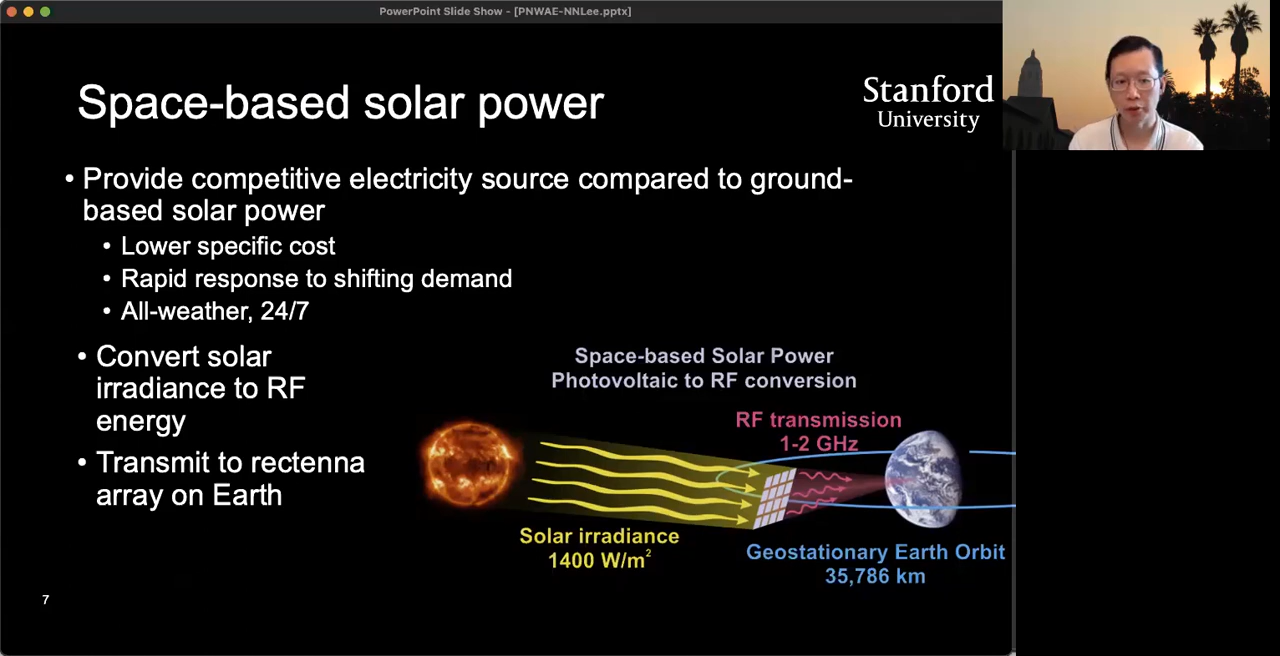 PowerPoint Slide Show - [PNWAE-NNLee.pptx]
Space-based solar power
Stanford
University
• Provide competitive electricity source compared to ground-
based solar power
• Lower specific cost
• Rapid response to shifting demand
• All-weather, 24/7
• Convert solar
irradiance to RF
energy
• Transmit to rectenna
array on Earth
Space-based Solar Power
Photovoltaic to RF conversion
RF transmission
1-2 GHz
Solar irradiance
1400 W/m²
Geostationary Earth Orbit
35,786 km
7